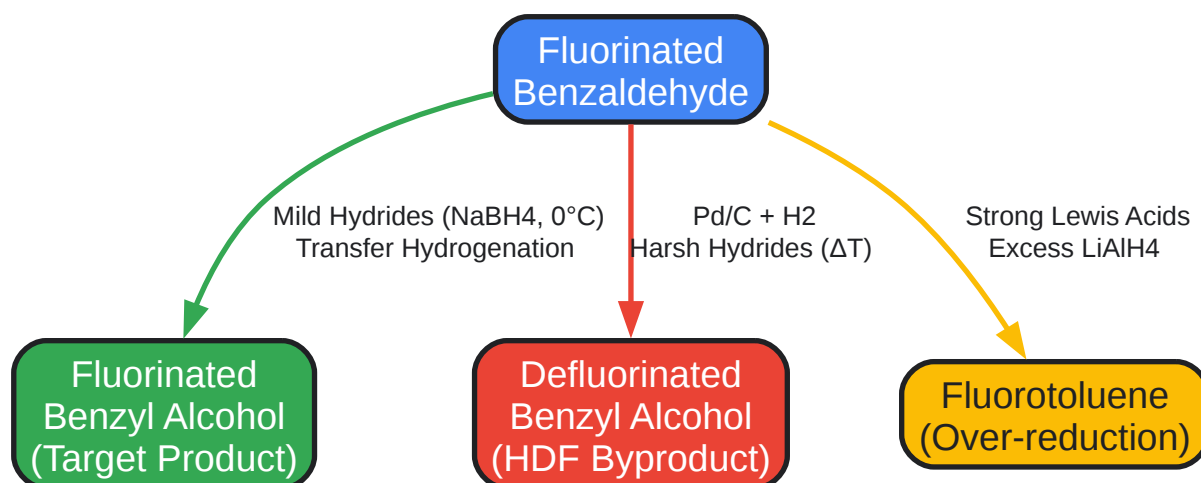 Fluorinated
Benzaldehyde
Mild Hydrides (NaBH4, 0°C)
Transfer Hydrogenation
Pd/C + H2
Harsh Hydrides (ΔT)
Strong Lewis Acids
Excess LiAlH4
Fluorinated
Benzyl Alcohol
(Target Product)
Defluorinated
Benzyl Alcohol
(HDF Byproduct)
Fluorotoluene
(Over-reduction)